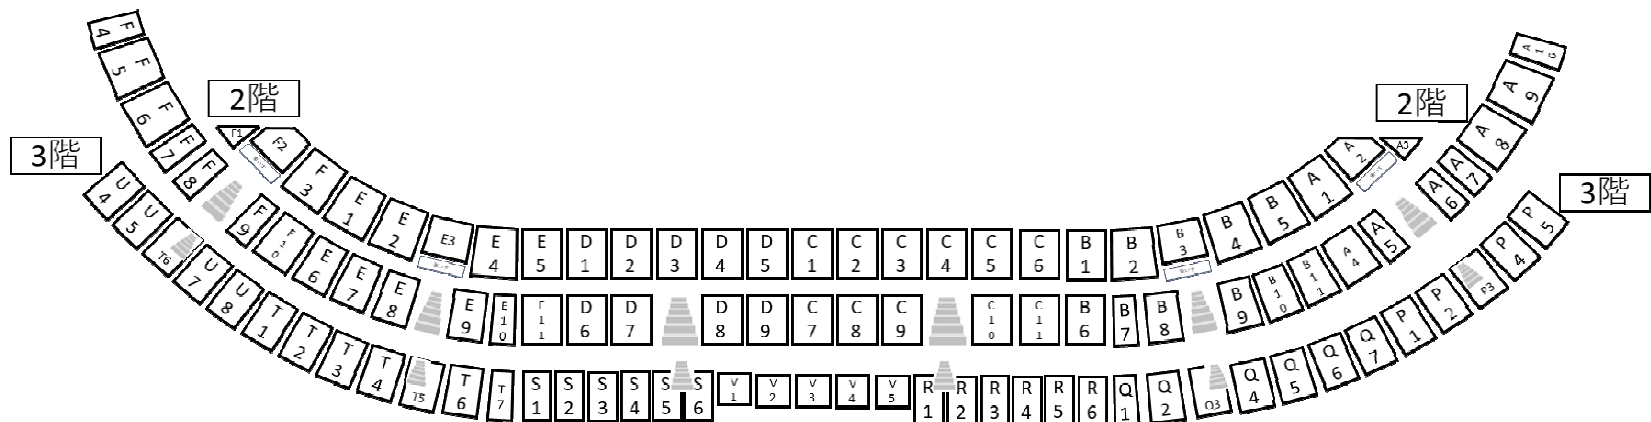 2階
2階
3階
3階
F4
F5
F6
F7
F8
F1
F2
F3
E1
E2
E3
E4
E5
D1
D2
D3
D4
D5
C1
C2
C3
C4
C5
C6
B1
B2
B3
B4
B5
A1
A2
A3
A10
A9
A8
A7
A6
F9
F10
E6
E7
E8
E9
E10
E11
D6
D7
D8
D9
C7
C8
C9
C10
C11
B6
B7
B8
B9
B10
B11
A4
A5
U4
U5
T6
U7
U8
T1
T2
T3
T4
T5
T6
T7
S1
S2
S3
S4
S5
S6
V1
V2
V3
V4
V5
R1
R2
R3
R4
R5
R6
Q1
Q2
Q3
Q4
Q5
Q6
Q7
P1
P2
P3
P4
P5